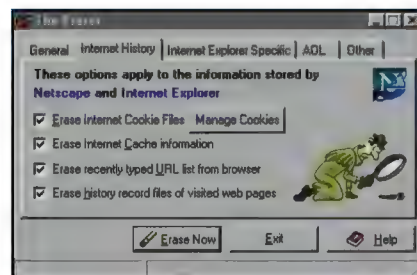 The Eraser
General Internet History Internet Explorer Specific AOL Other
These options apply to the information stored by
Netscape and Internet Explorer
Erase Internet Cookie Files Manage Cookies
Erase Internet Cache information
Erase recently typed URL list from browser
Erase history record files of visited web pages
Erase Now Exit Help